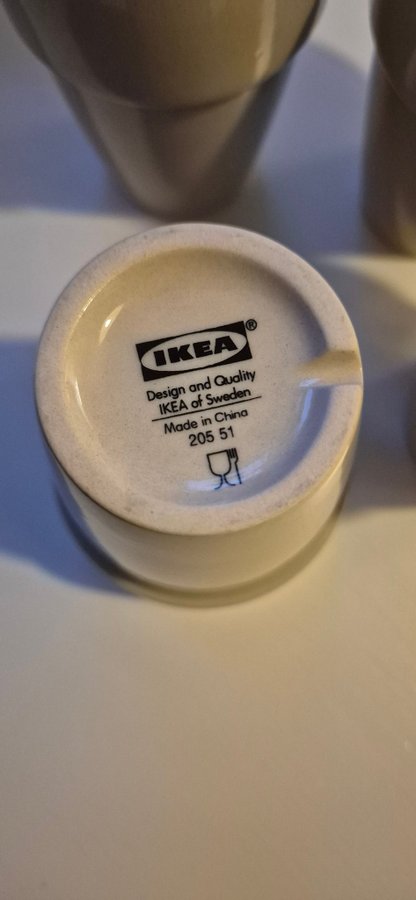 IKEA®
Design and Quality
IKEA of Sweden
Made in China
205 51